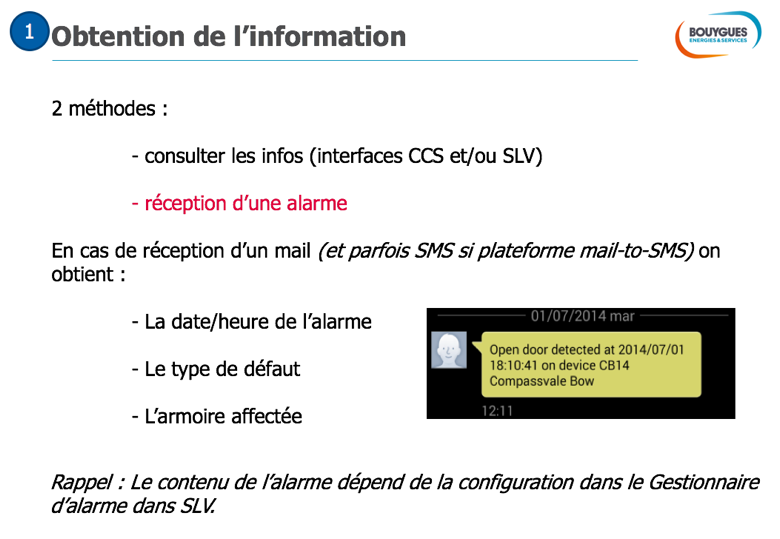 1
Obtention de l’information
BOUYGUES
ENERGIES & SERVICES
2 méthodes :
- consulter les infos (interfaces CCS et/ou SLV)
- réception d’une alarme
En cas de réception d’un mail (et parfois SMS si plateforme mail-to-SMS) on
obtient :
- La date/heure de l’alarme
- Le type de défaut
- L’armoire affectée
01/07/2014 mar
Open door detected at 2014/07/01
18:10:41 on device CB14
Compassvale Bow
12:11
Rappel : Le contenu de l’alarme dépend de la configuration dans le Gestionnaire
d’alarme dans SLV.